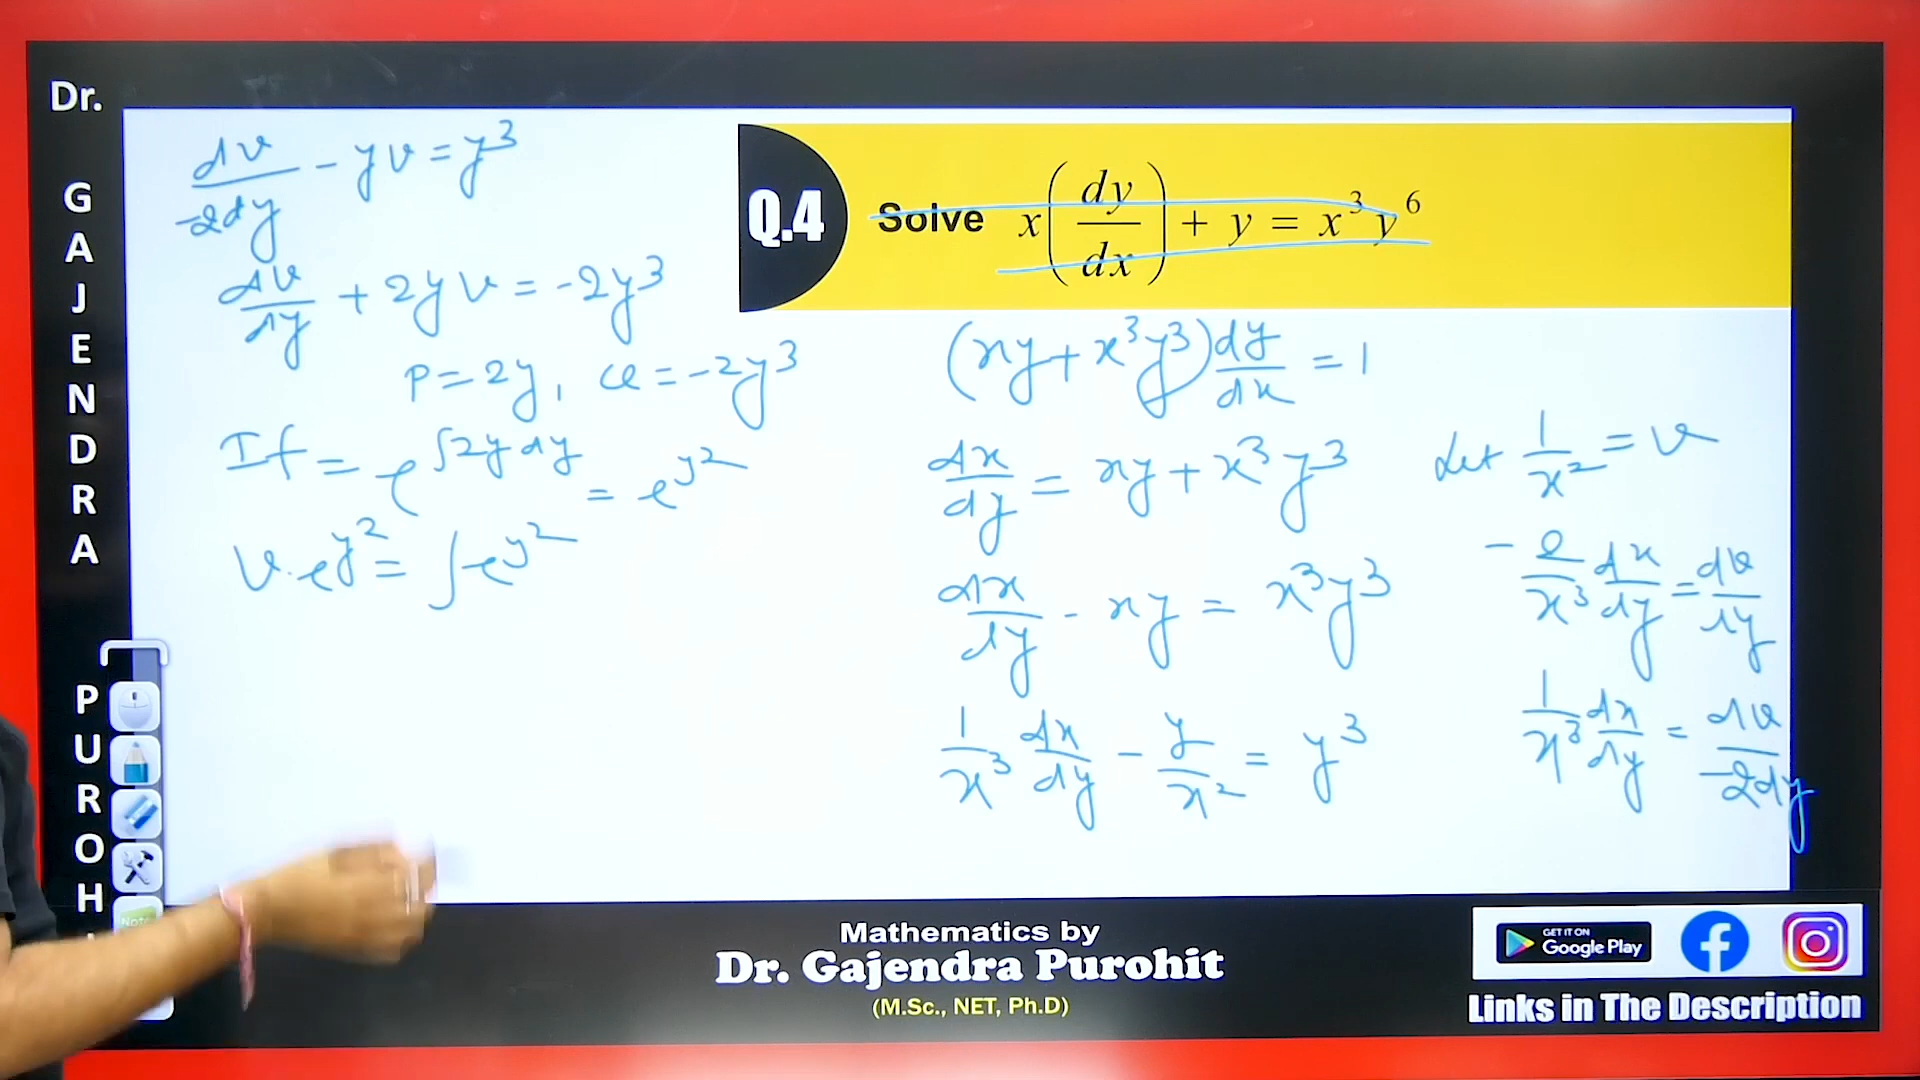 Dr.
GAJENDRA
PUROH
dv/-2dy - yv = y³
dv/dy + 2yv = -2y³
P = 2y, Q = -2y³
If = e^∫2y dy = e^y²
v.e^y² = ∫e^y²
Q.4 Solve x(dy/dx) + y = x³y⁶
(xy + x³y³) dy/dx = 1
dx/dy = xy + x³y³
dx/dy - xy = x³y³
1/x³ dx/dy - y/x² = y³
Let 1/x² = v
-2/x³ dx/dy = dv/dy
1/x³ dx/dy = dv/-2dy
Note
Mathematics by
Dr. Gajendra Purohit
(M.Sc., NET, Ph.D)
GET IT ON
Google Play
Links in The Description